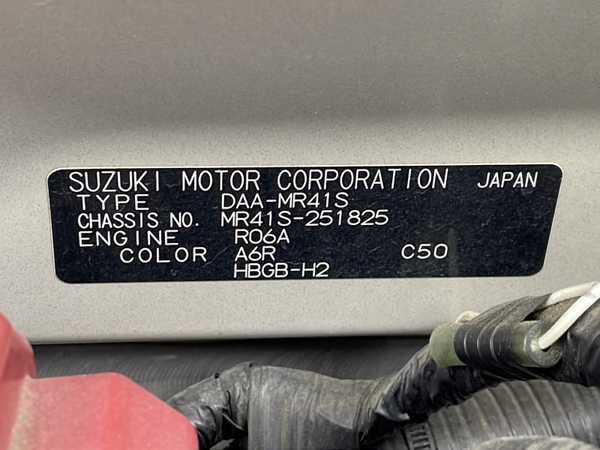 SUZUKI MOTOR CORPORATION JAPAN
TYPE DAA-MR41S
CHASSIS NO. MR41S-251825
ENGINE R06A
COLOR A6R C50
HBGB-H2